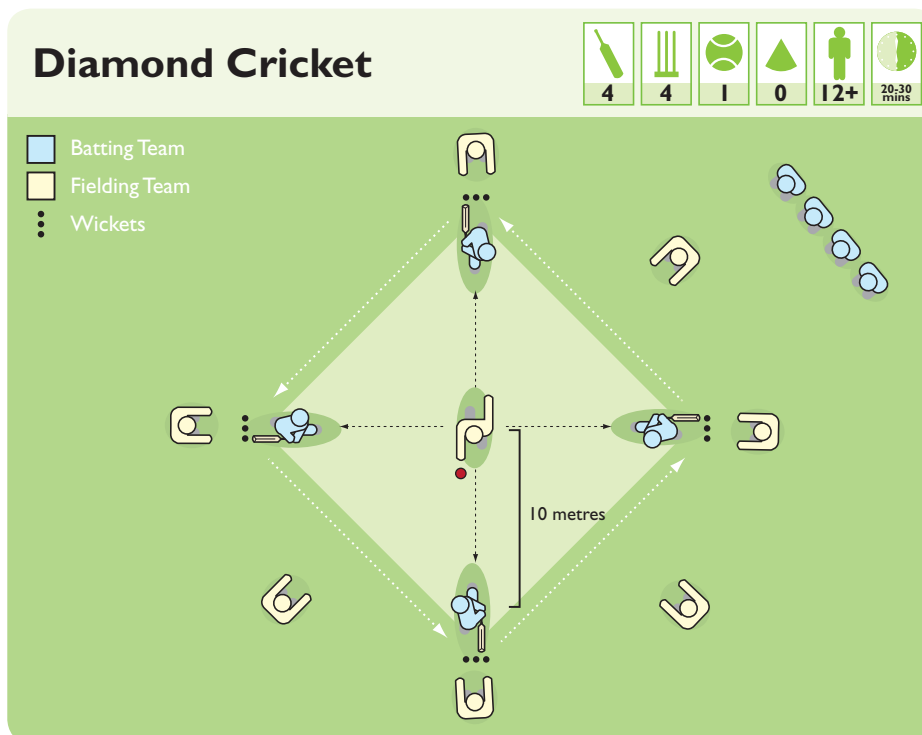 Diamond Cricket
4 4 1 0 12+ 20-30
mins
Batting Team
Fielding Team
Wickets
10 metres